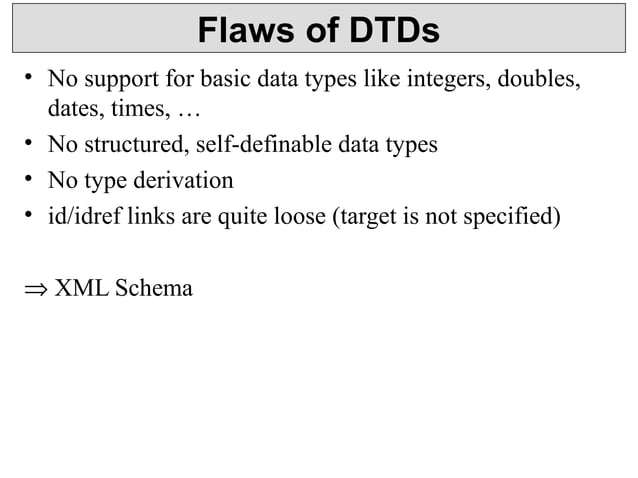 Flaws of DTDs
• No support for basic data types like integers, doubles,
dates, times, …
• No structured, self-definable data types
• No type derivation
• id/idref links are quite loose (target is not specified)
⇒ XML Schema